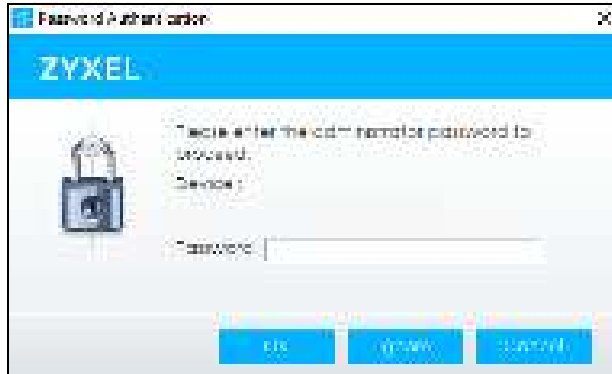 Password Authentication
ZYXEL
Please enter the administrator password to
proceed.
Device :
Password